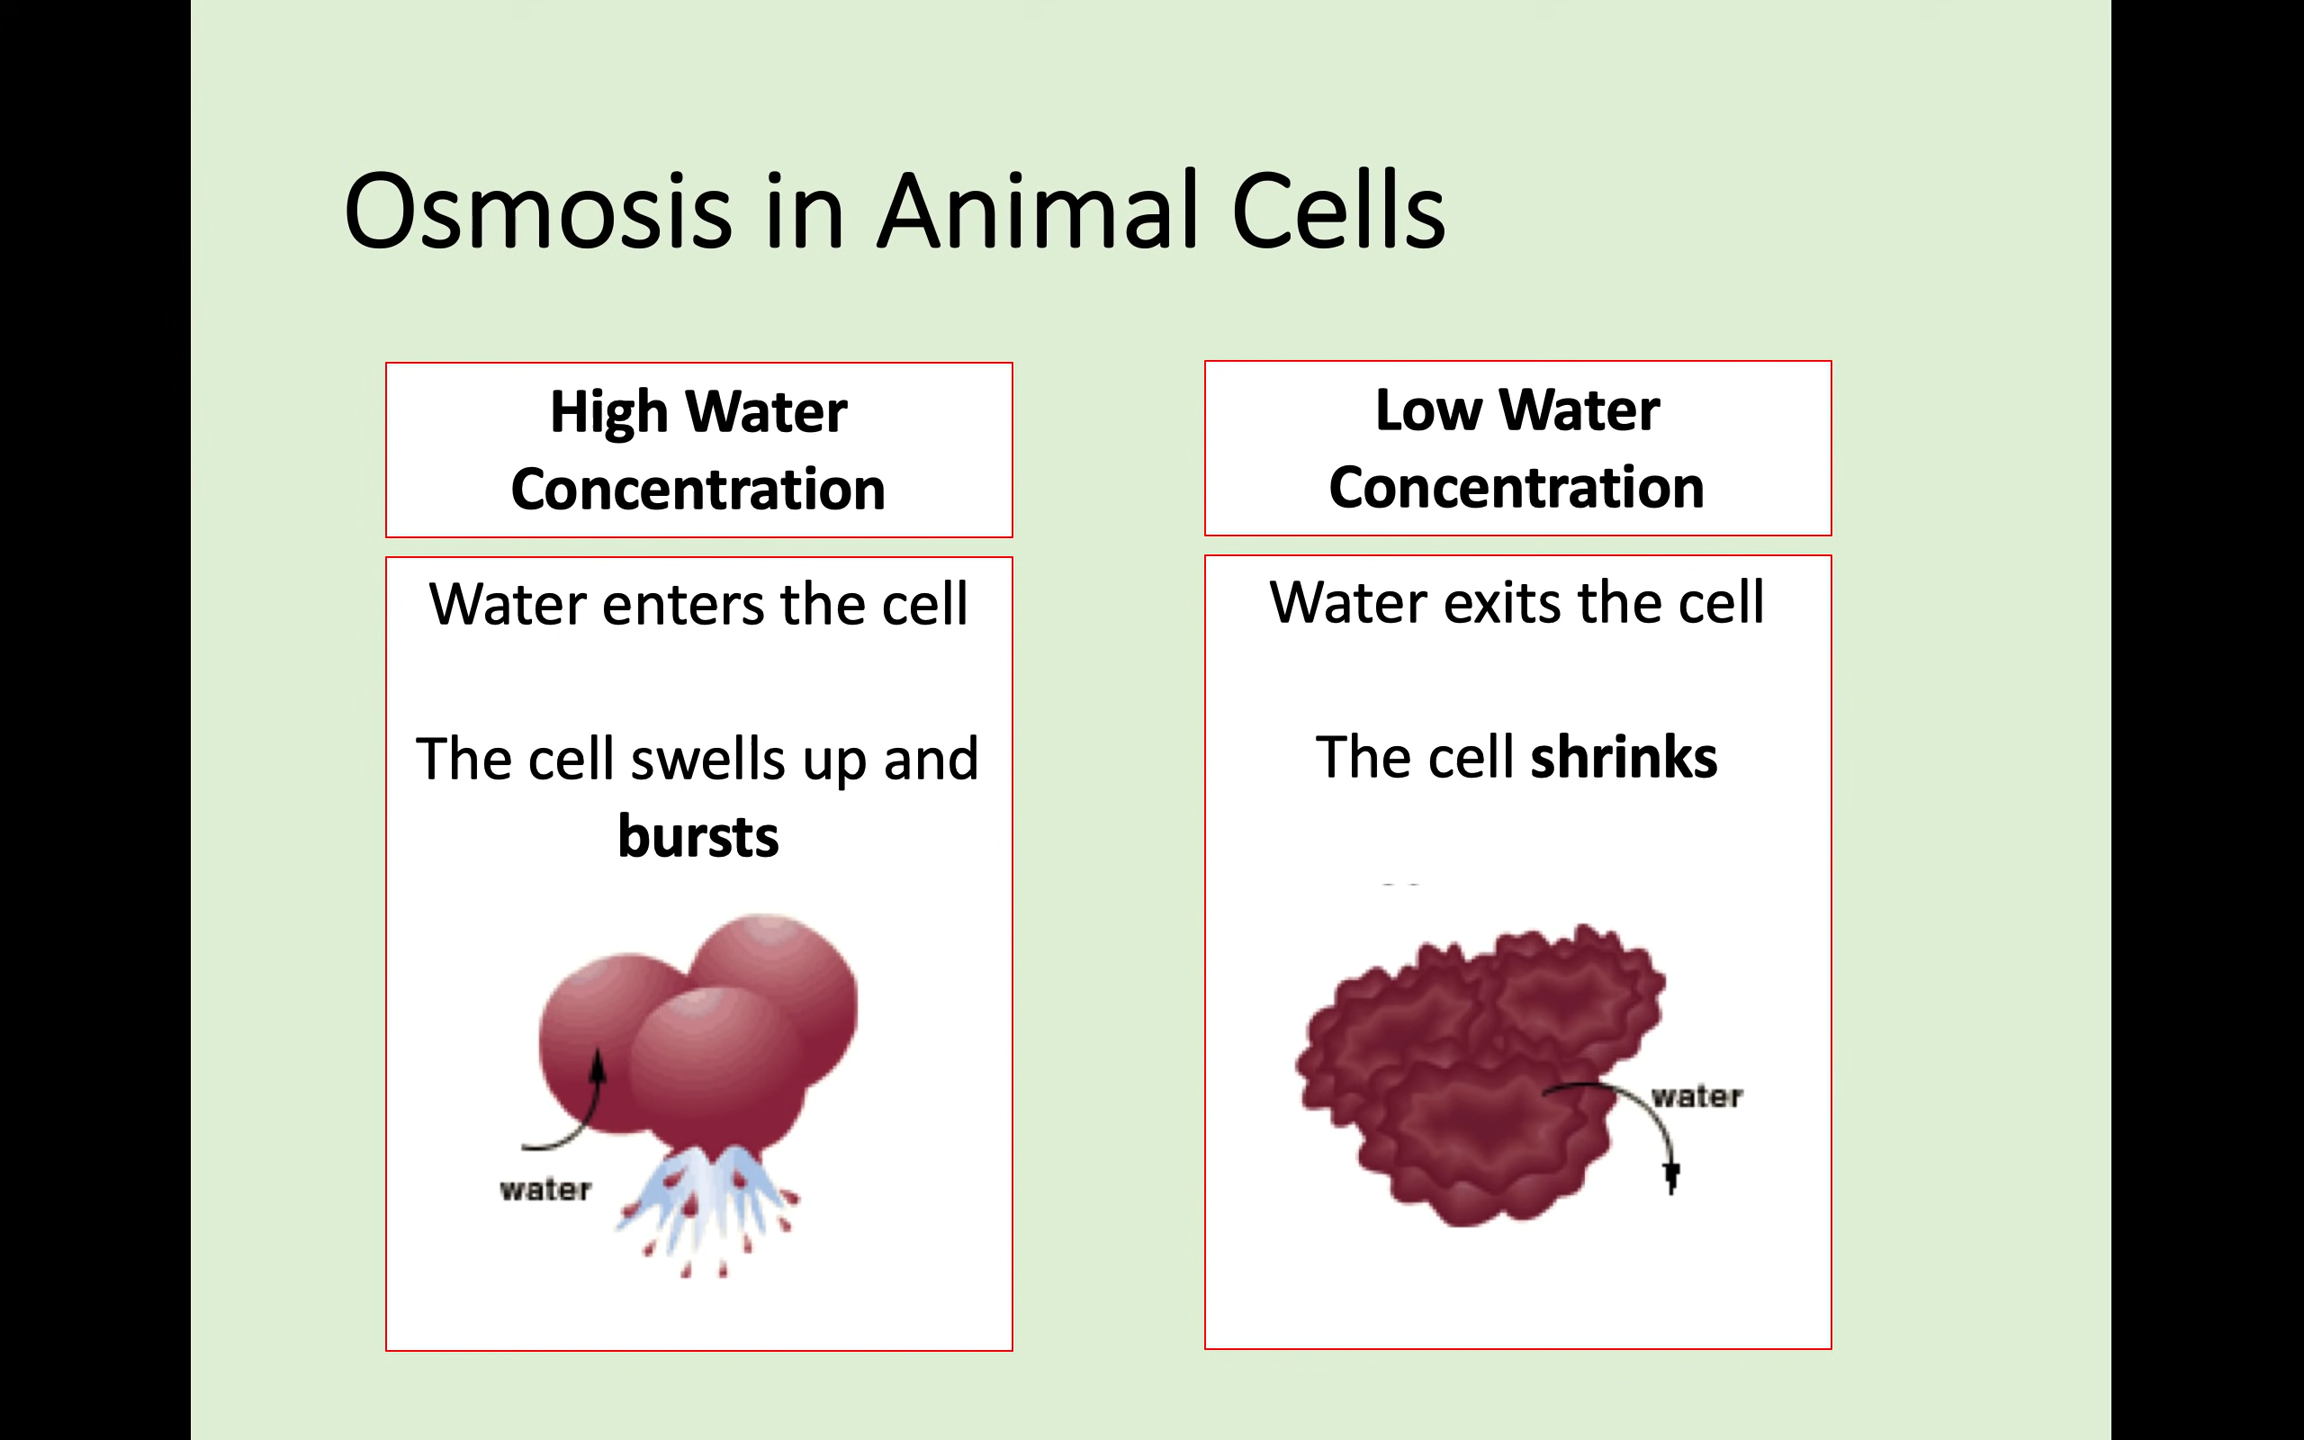 Osmosis in Animal Cells
High Water
Concentration
Water enters the cell
The cell swells up and
bursts
water
Low Water
Concentration
Water exits the cell
The cell shrinks
water